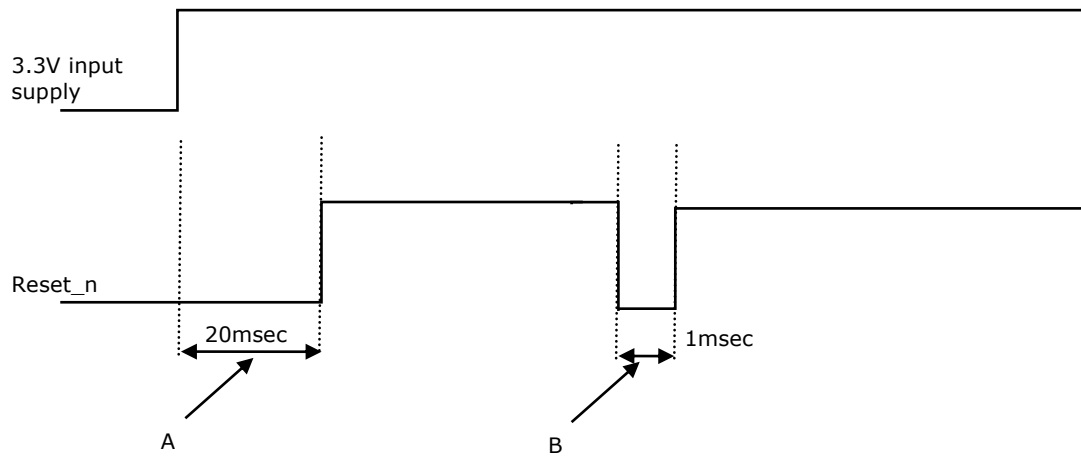 3.3V input
supply
Reset_n
20msec
1msec
A
B